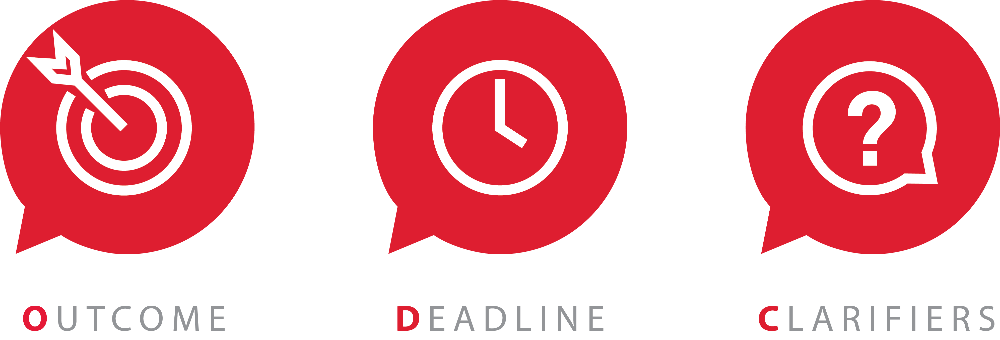 ?
OUTCOME
DEADLINE
CLARIFIERS